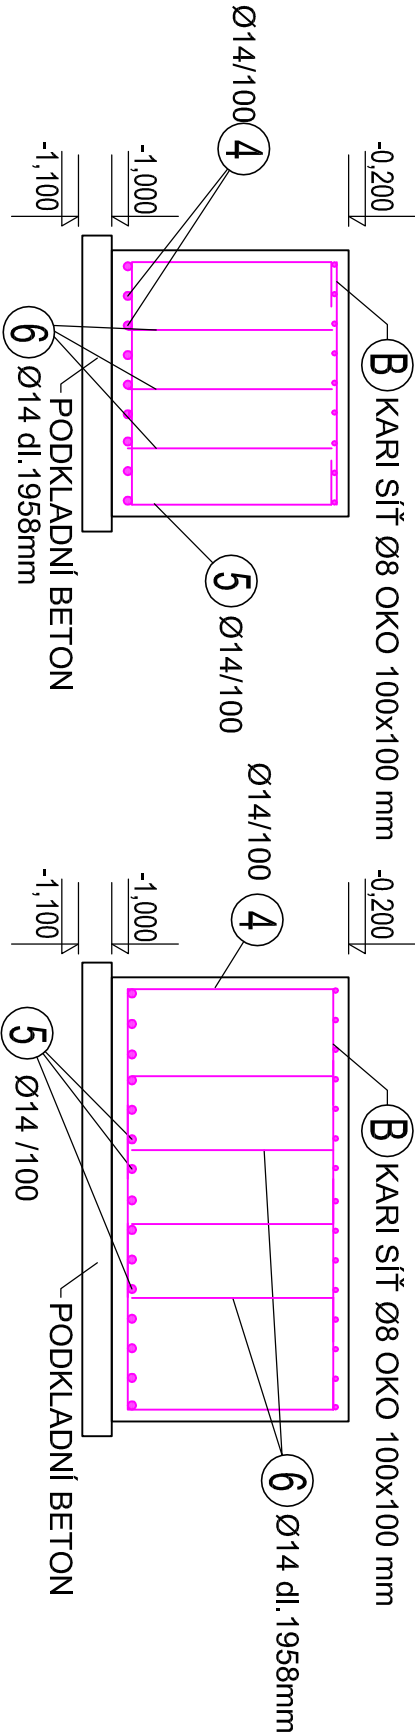 B KARI SÍŤ Ø8 OKO 100x100 mm
-0,200
Ø14/100
4
5 Ø14/100
-1,000
-1,100
PODKLADNÍ BETON
6 Ø14 dl.1958mm
B KARI SÍŤ Ø8 OKO 100x100 mm
-0,200
Ø14/100 4
6 Ø14 dl.1958mm
-1,000
-1,100
PODKLADNÍ BETON
5 Ø14 /100